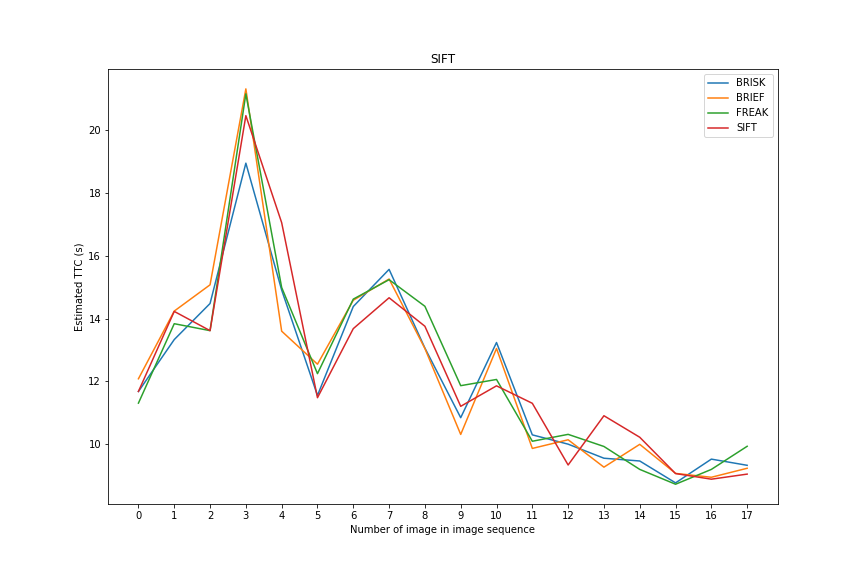 SIFT
BRISK
BRIEF
FREAK
SIFT
Estimated TTC (s)
20
18
16
14
12
10
0 1 2 3 4 5 6 7 8 9 10 11 12 13 14 15 16 17
Number of image in image sequence